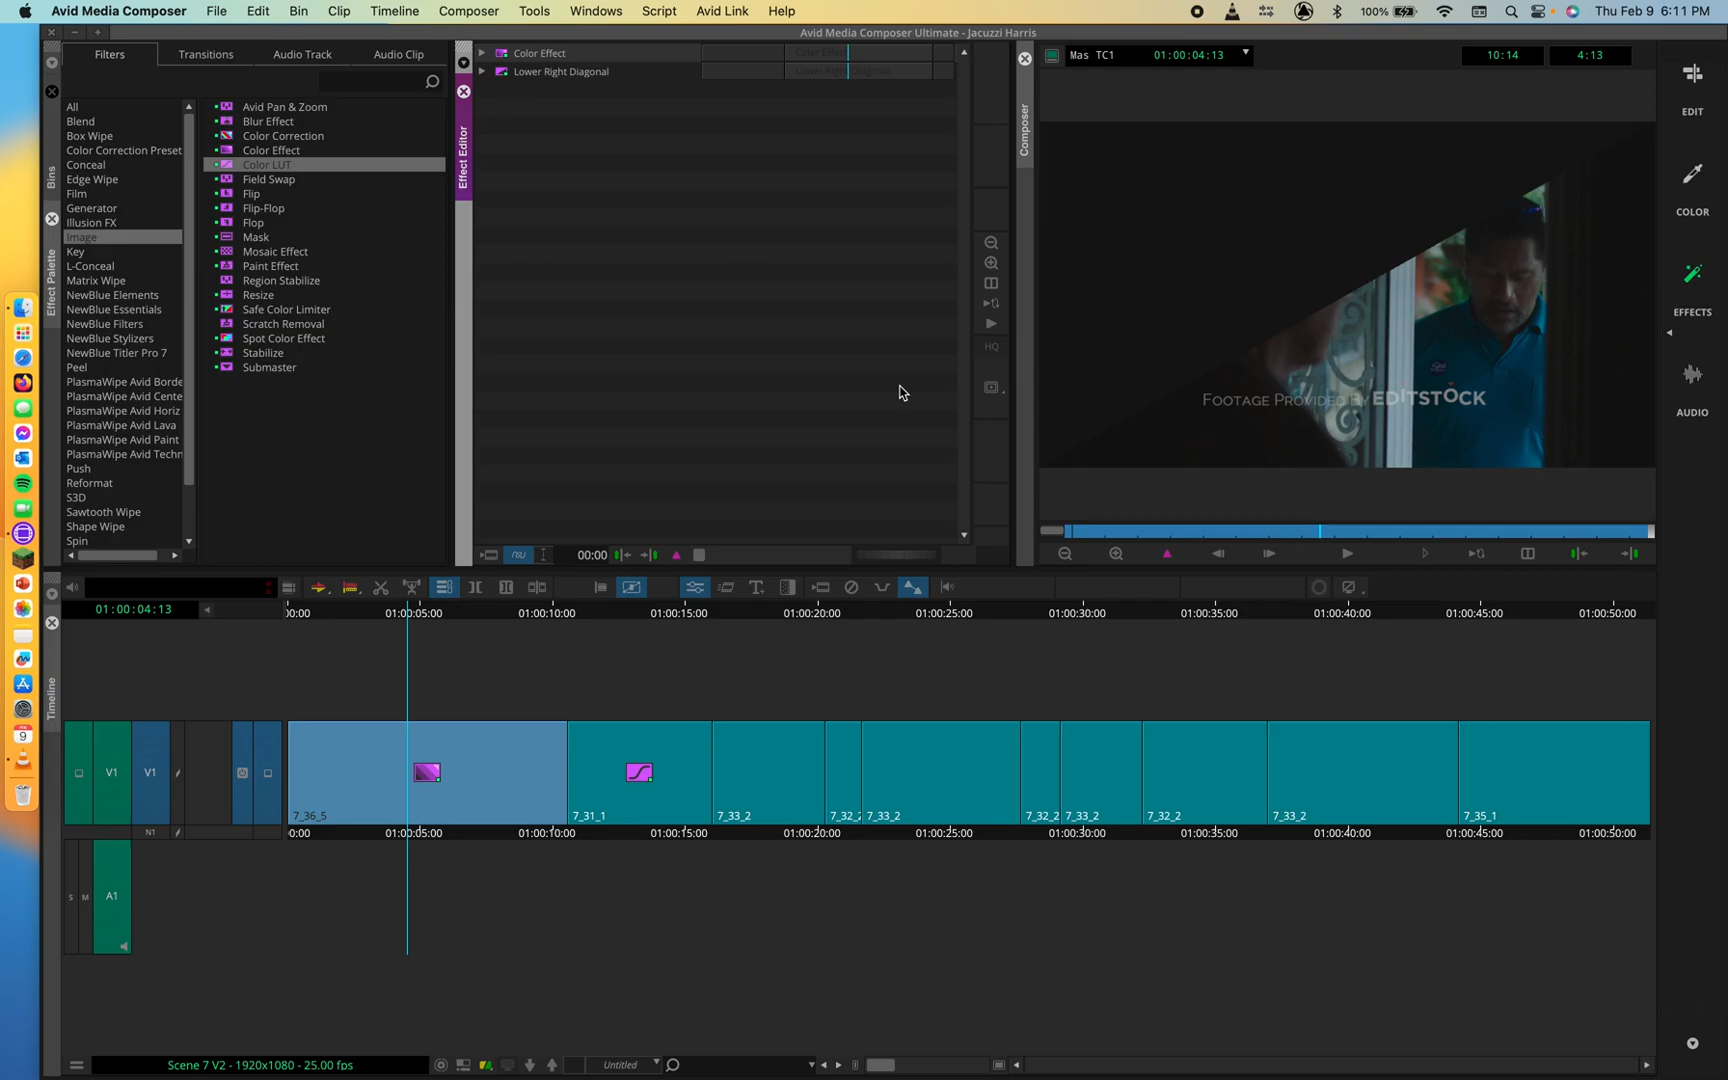 Avid Media Composer File Edit Bin Clip Timeline Composer Tools Windows Script Avid Link Help 100% Thu Feb 9 6:11 PM
Avid Media Composer Ultimate - Jacuzzi Harris
Filters Transitions Audio Track Audio Clip
All
Blend
Box Wipe
Color Correction Preset
Conceal
Edge Wipe
Film
Generator
Illusion FX
Image
Key
L-Conceal
Matrix Wipe
NewBlue Elements
NewBlue Essentials
NewBlue Filters
NewBlue Stylizers
NewBlue Titler Pro 7
Peel
PlasmaWipe Avid Borde
PlasmaWipe Avid Cente
PlasmaWipe Avid Horiz
PlasmaWipe Avid Lava
PlasmaWipe Avid Paint
PlasmaWipe Avid Techn
Push
Reformat
S3D
Sawtooth Wipe
Shape Wipe
Spin
Avid Pan & Zoom
Blur Effect
Color Correction
Color Effect
Color LUT
Field Swap
Flip
Flip-Flop
Flop
Mask
Mosaic Effect
Paint Effect
Region Stabilize
Resize
Safe Color Limiter
Scratch Removal
Spot Color Effect
Stabilize
Submaster
Bins
Effect Palette
Effect Editor
Color Effect Color Effect
Lower Right Diagonal Lower Right Diagonal
HQ
00:00
Composer
Mas TC1 01:00:04:13 10:14 4:13
FOOTAGE PROVIDED BY EDITSTOCK
Spa
EDIT
COLOR
EFFECTS
AUDIO
Timeline
01:00:04:13
00:00 01:00:05:00 01:00:10:00 01:00:15:00 01:00:20:00 01:00:25:00 01:00:30:00 01:00:35:00 01:00:40:00 01:00:45:00 01:00:50:00
V1 V1
7_36_5 7_31_1 7_33_2 7_32_2 7_33_2 7_32_2 7_33_2 7_32_2 7_33_2 7_35_1
N1
0:00 01:00:05:00 01:00:10:00 01:00:15:00 01:00:20:00 01:00:25:00 01:00:30:00 01:00:35:00 01:00:40:00 01:00:45:00 01:00:50:00
S M A1
Scene 7 V2 - 1920x1080 - 25.00 fps Untitled